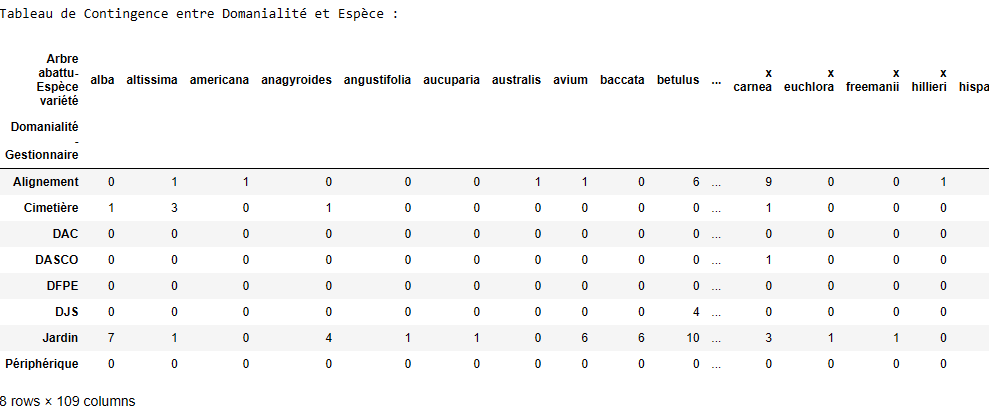 Tableau de Contingence entre Domanialité et Espèce :
Arbre abattu- Espèce variété alba altissima americana anagyroides angustifolia aucuparia australis avium baccata betulus ... x carnea x euchlora x freemanii x hillieri hispa
Domanialité - Gestionnaire
Alignement 0 1 1 0 0 0 1 1 0 6 ... 9 0 0 1
Cimetière 1 3 0 1 0 0 0 0 0 0 ... 1 0 0 0
DAC 0 0 0 0 0 0 0 0 0 0 ... 0 0 0 0
DASCO 0 0 0 0 0 0 0 0 0 0 ... 1 0 0 0
DFPE 0 0 0 0 0 0 0 0 0 0 ... 0 0 0 0
DJS 0 0 0 0 0 0 0 0 0 4 ... 0 0 0 0
Jardin 7 1 0 4 1 1 0 6 6 10 ... 3 1 1 0
Périphérique 0 0 0 0 0 0 0 0 0 0 ... 0 0 0 0
8 rows × 109 columns